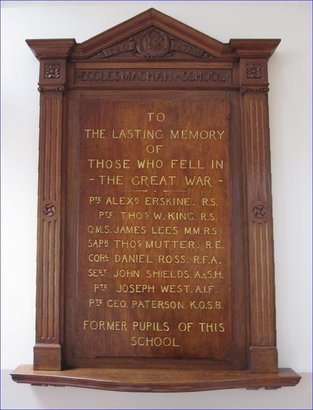 ECCLESMACHAN · SCHOOL
TO
THE LASTING MEMORY
OF
THOSE WHO FELL IN
- THE GREAT WAR -
PTE ALEXR ERSKINE. R.S.
PTE THOS W. KING. R.S.
Q.M.S. JAMES LEES M.M. R.S.
SAPR THOS MUTTER. R.E.
CORL DANIEL ROSS. R.F.A.
SEGT JOHN SHIELDS. A.&S.H.
PTE JOSEPH WEST. A.I.F.
PTE GEO. PATERSON. K.O.S.B.
FORMER PUPILS OF THIS
SCHOOL